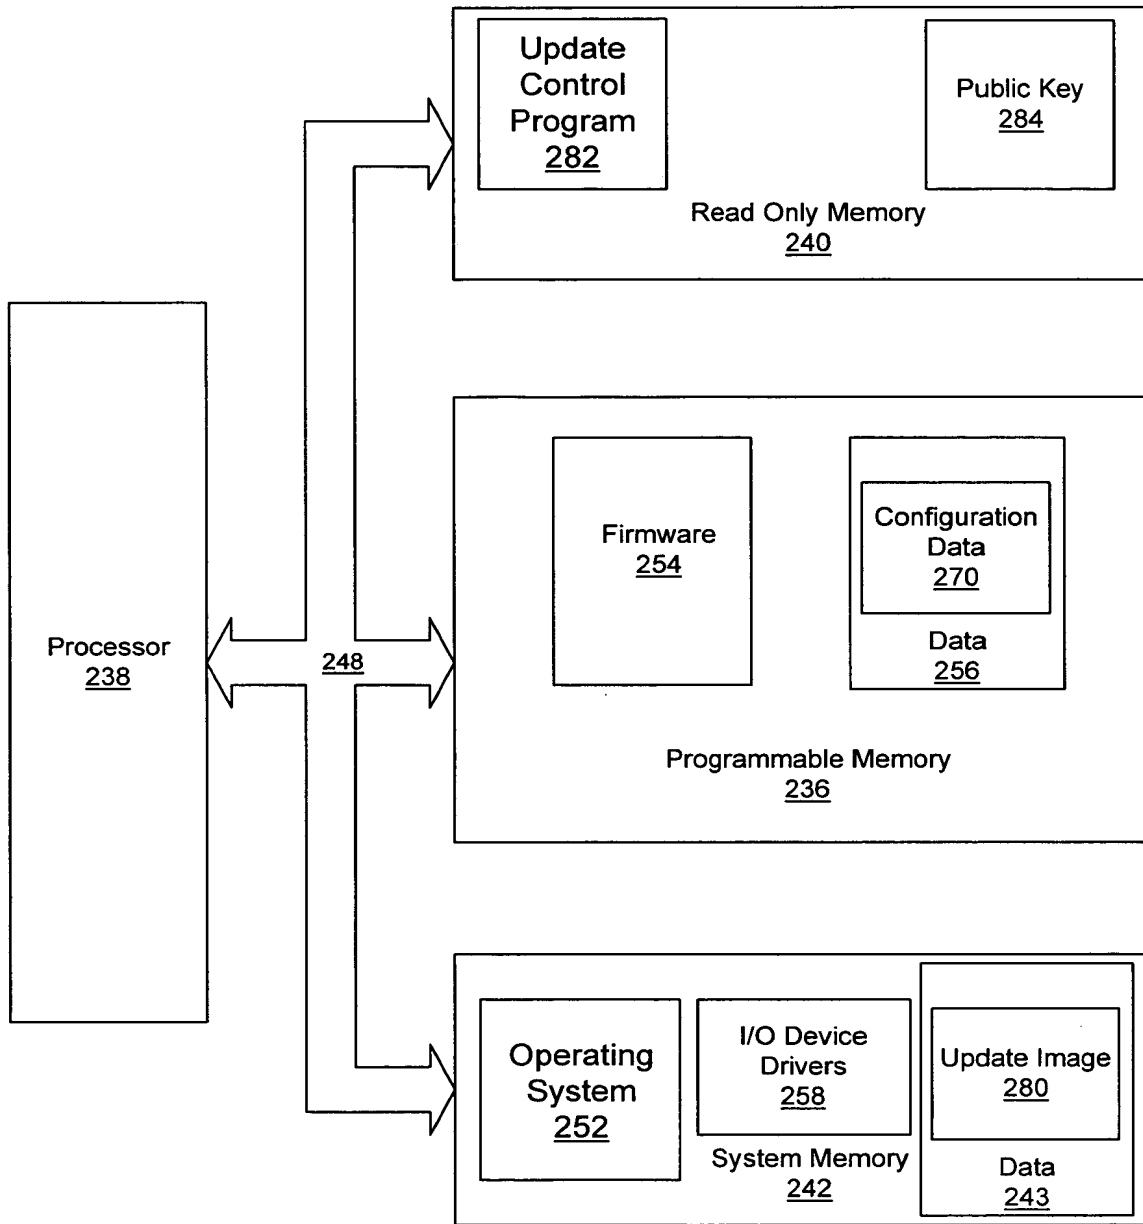 Update
Control
Program
282
Public Key
284
Read Only Memory
240
Processor
238
248
Firmware
254
Configuration
Data
270
Data
256
Programmable Memory
236
Operating
System
252
I/O Device
Drivers
258
System Memory
242
Update Image
280
Data
243